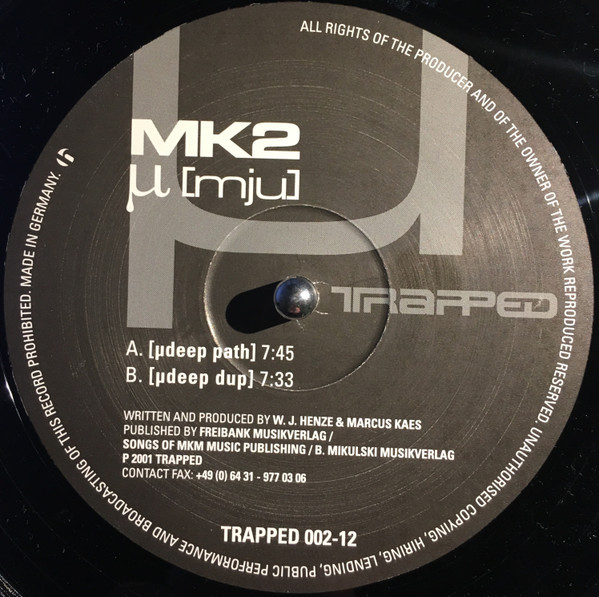 MK2
µ [mju]
TRAPPED
A. [µdeep path] 7:45
B. [µdeep dup] 7:33
WRITTEN AND PRODUCED BY W. J. HENZE & MARCUS KAES
PUBLISHED BY FREIBANK MUSIKVERLAG /
SONGS OF MKM MUSIC PUBLISHING / B. MIKULSKI MUSIKVERLAG
P 2001 TRAPPED
CONTACT FAX: +49 (0) 64 31 - 977 03 06
TRAPPED 002-12
ALL RIGHTS OF THE PRODUCER AND OF THE OWNER OF THE WORK REPRODUCED RESERVED. UNAUTHORISED COPYING, HIRING, LENDING, PUBLIC PERFORMANCE AND BROADCASTING OF THIS RECORD PROHIBITED. MADE IN GERMANY.